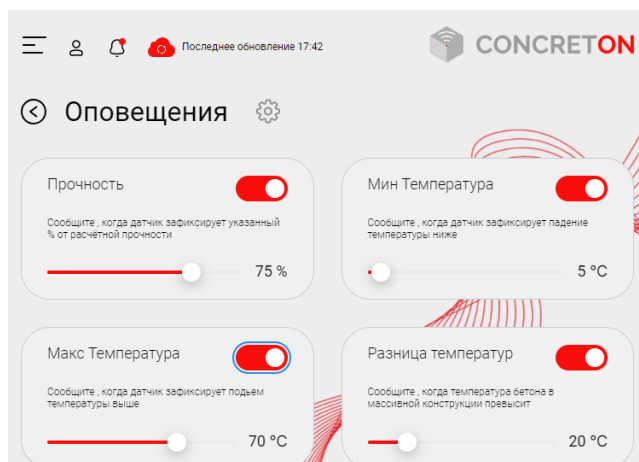 Последнее обновление 17:42
CONCRETON
Оповещения
Прочность
Сообщите , когда датчик зафиксирует указанный
% от расчётной прочности
75 %
Мин Температура
Сообщите , когда датчик зафиксирует падение
температуры ниже
5 °C
Макс Температура
Сообщите , когда датчик зафиксирует подъем
температуры выше
70 °C
Разница температур
Сообщите , когда температура бетона в
массивной конструкции превысит
20 °C